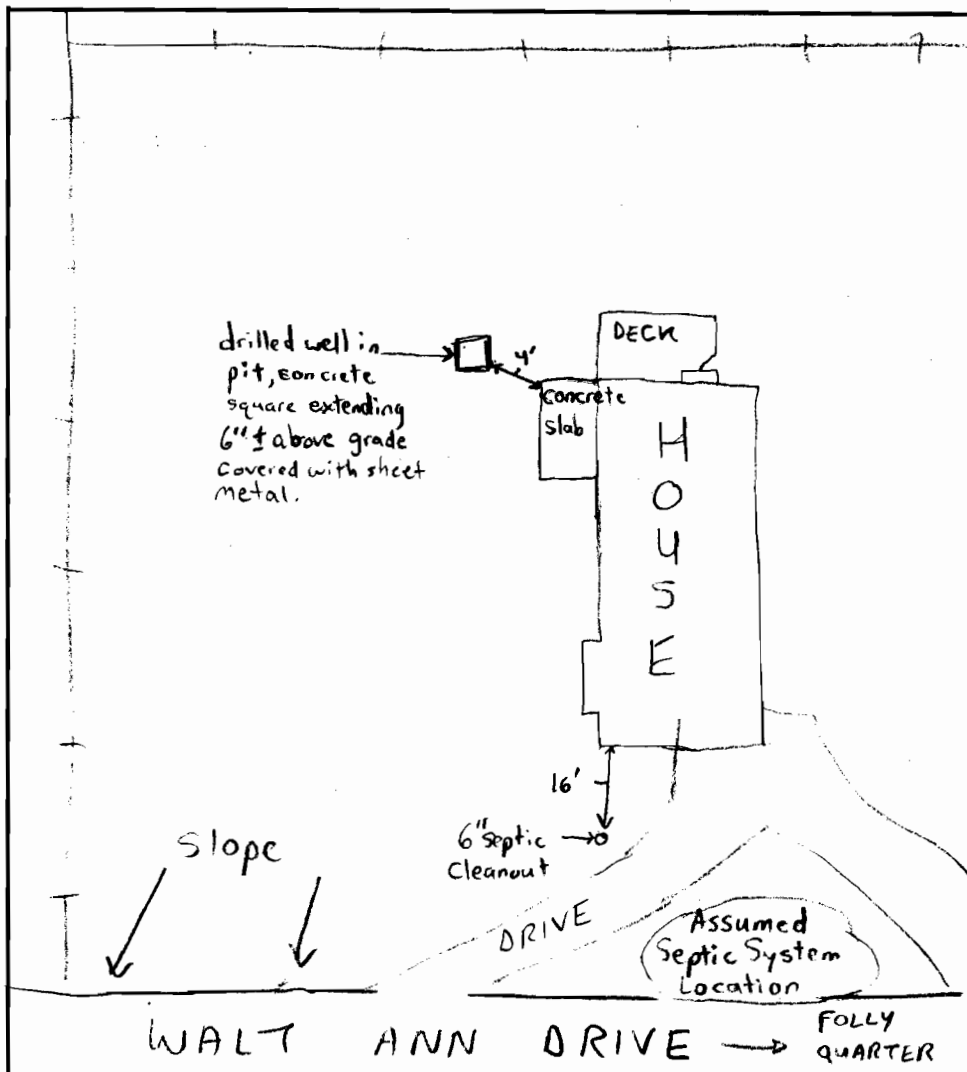 DECK
drilled well in
pit, concrete
square extending
6" ± above grade
Covered with sheet
metal.
4'
concrete
slab
HOUSE
16'
6" septic
Cleanout
Slope
DRIVE
Assumed
Septic System
Location
WALT ANN DRIVE
FOLLY
QUARTER